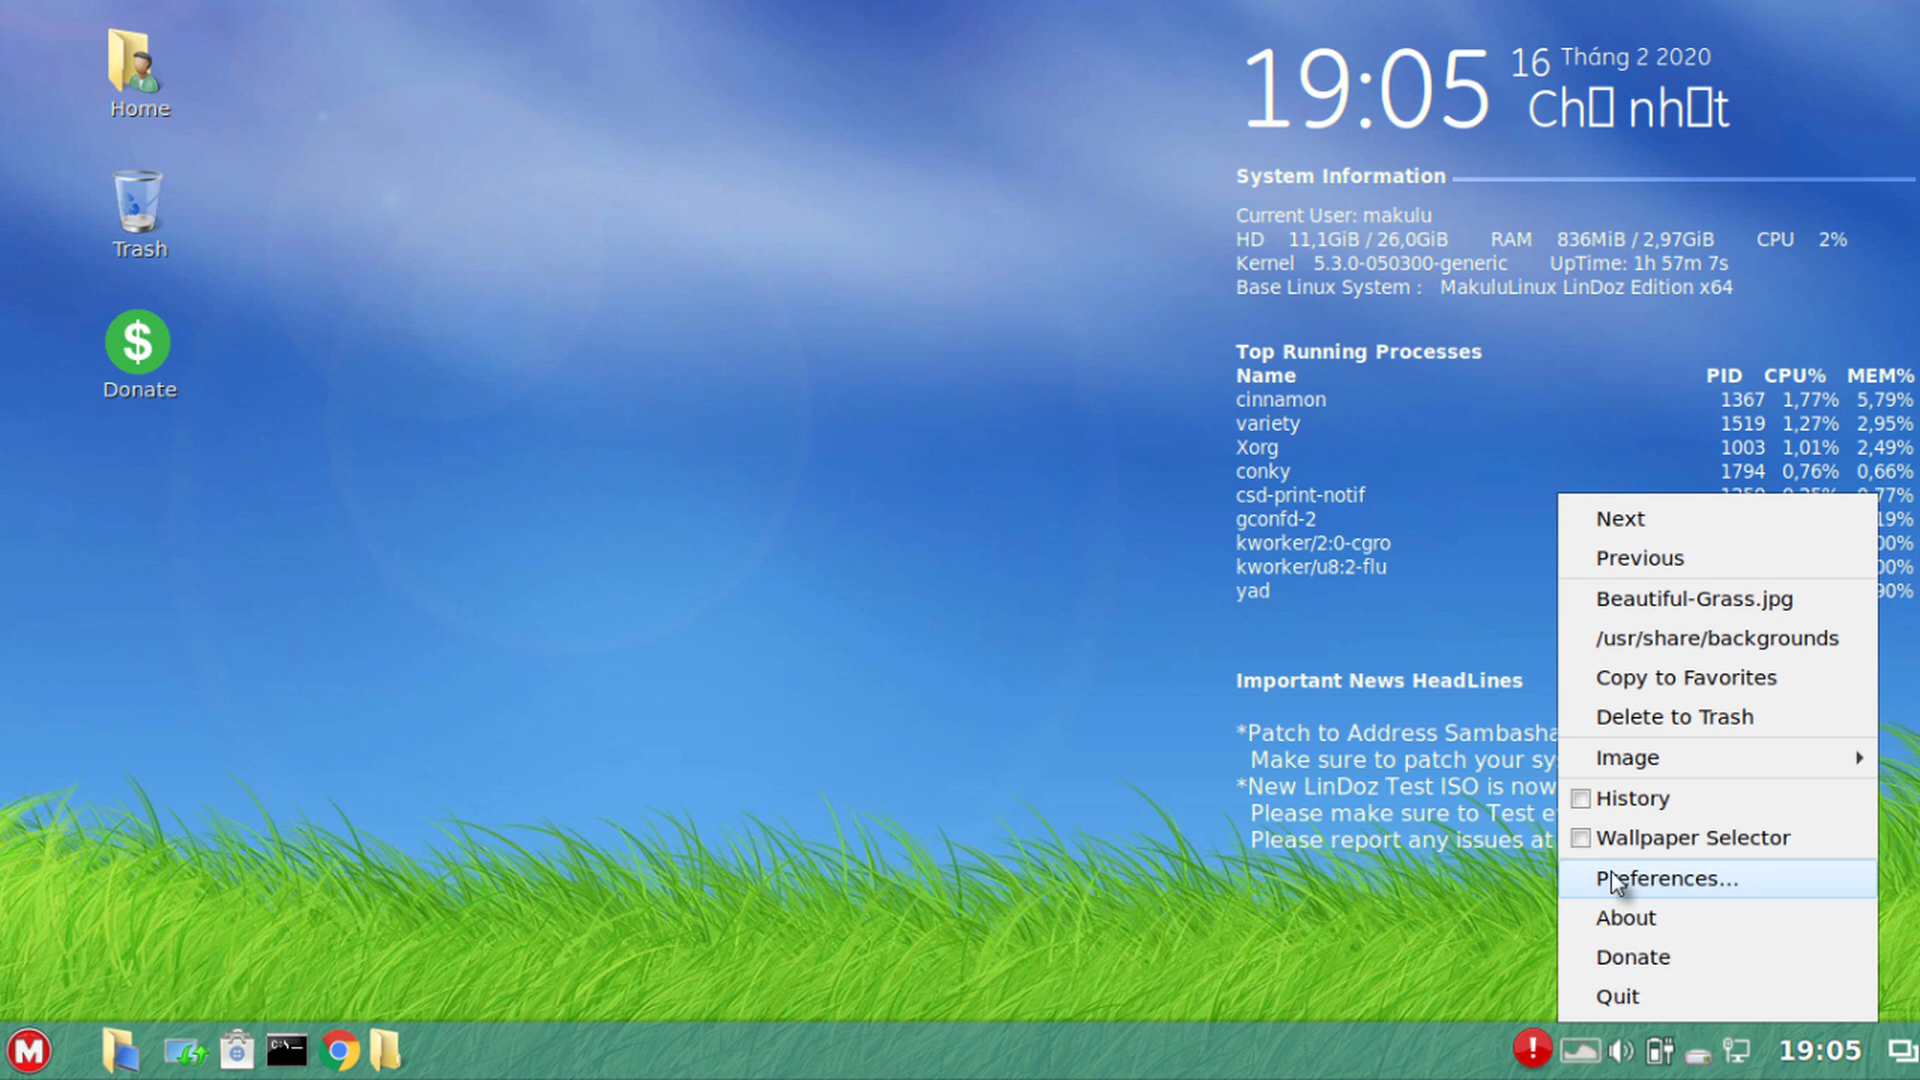 Home
Trash
Donate
19:05 16 Tháng 2 2020
Ch▯ nh▯t
System Information
Current User: makulu
HD 11,1GiB / 26,0GiB RAM 836MiB / 2,97GiB CPU 2%
Kernel 5.3.0-050300-generic UpTime: 1h 57m 7s
Base Linux System : MakuluLinux LinDoz Edition x64
Top Running Processes
Name PID CPU% MEM%
cinnamon 1367 1,77% 5,79%
variety 1519 1,27% 2,95%
Xorg 1003 1,01% 2,49%
conky 1794 0,76% 0,66%
csd-print-notif 77%
gconfd-2 19%
kworker/2:0-cgro 00%
kworker/u8:2-flu 00%
yad 90%
Important News HeadLines
*Patch to Address Sambasha
Make sure to patch your sy
*New LinDoz Test ISO is now
Please make sure to Test e
Please report any issues at
Next
Previous
Beautiful-Grass.jpg
/usr/share/backgrounds
Copy to Favorites
Delete to Trash
Image
History
Wallpaper Selector
Preferences...
About
Donate
Quit
M
C:\
19:05